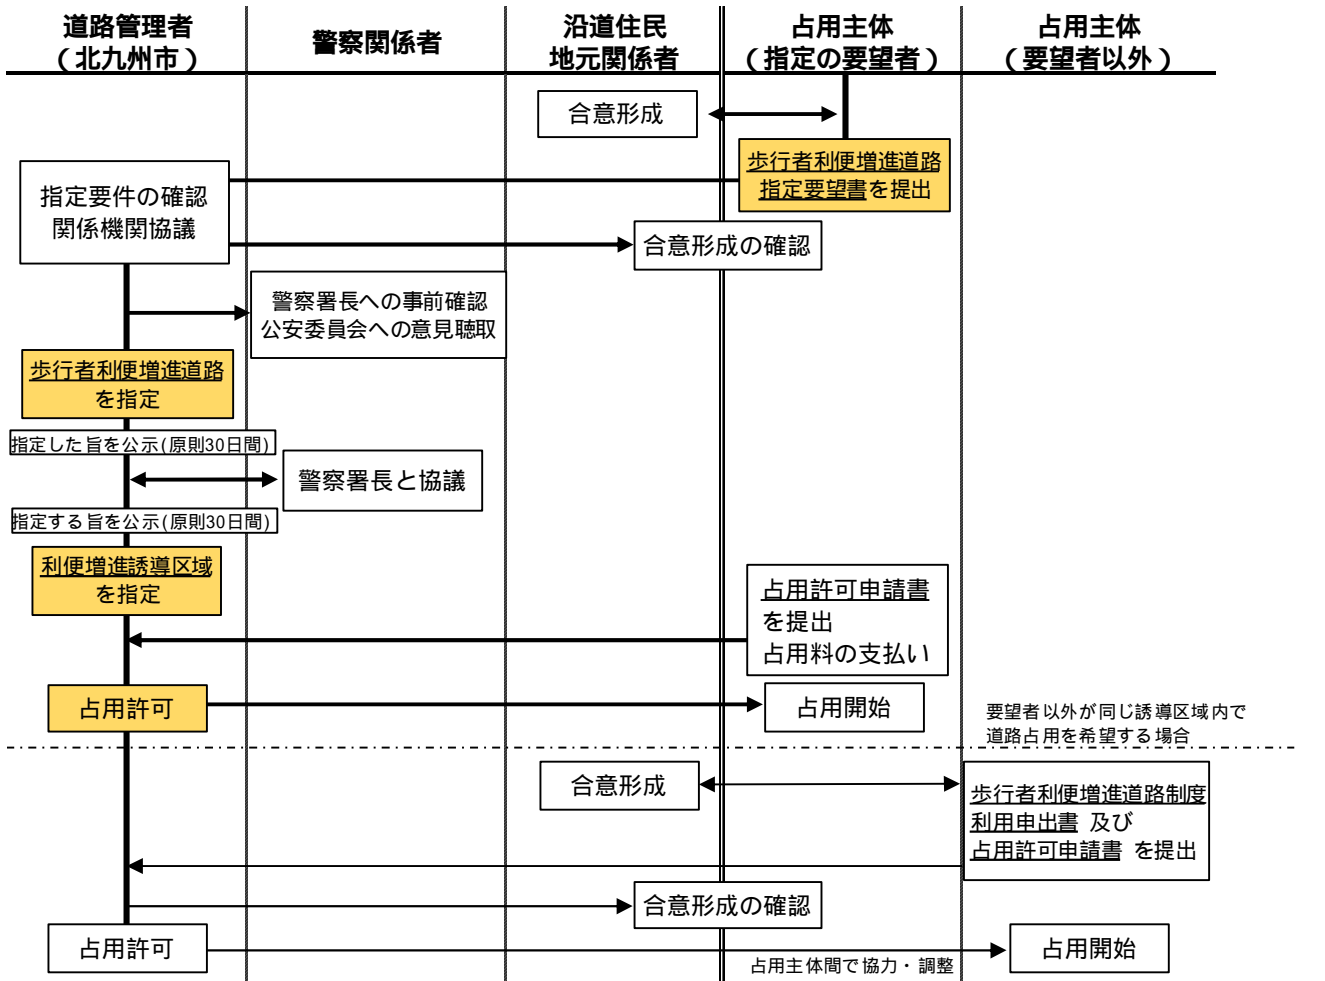 道路管理者
（北九州市）
警察関係者
沿道住民
地元関係者
占用主体
（指定の要望者）
占用主体
（要望者以外）
合意形成
歩行者利便増進道路
指定要望書を提出
指定要件の確認
関係機関協議
合意形成の確認
警察署長への事前確認
公安委員会への意見聴取
歩行者利便増進道路
を指定
指定した旨を公示(原則30日間)
警察署長と協議
指定する旨を公示(原則30日間)
利便増進誘導区域
を指定
占用許可申請書
を提出
占用料の支払い
占用許可
占用開始
要望者以外が同じ誘導区域内で
道路占用を希望する場合
合意形成
歩行者利便増進道路制度
利用申出書 及び
占用許可申請書 を提出
合意形成の確認
占用許可
占用開始
占用主体間で協力・調整